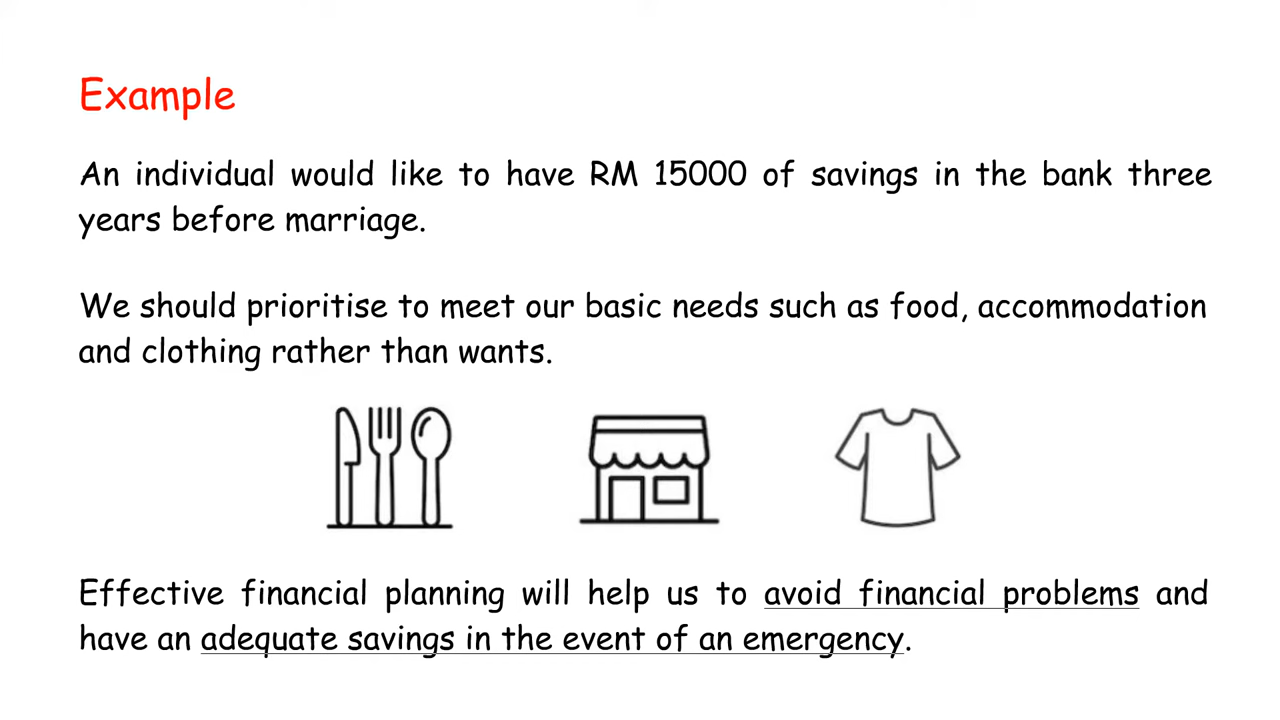 Example
An individual would like to have RM 15000 of savings in the bank three
years before marriage.
We should prioritise to meet our basic needs such as food, accommodation
and clothing rather than wants.
Effective financial planning will help us to avoid financial problems and
have an adequate savings in the event of an emergency.